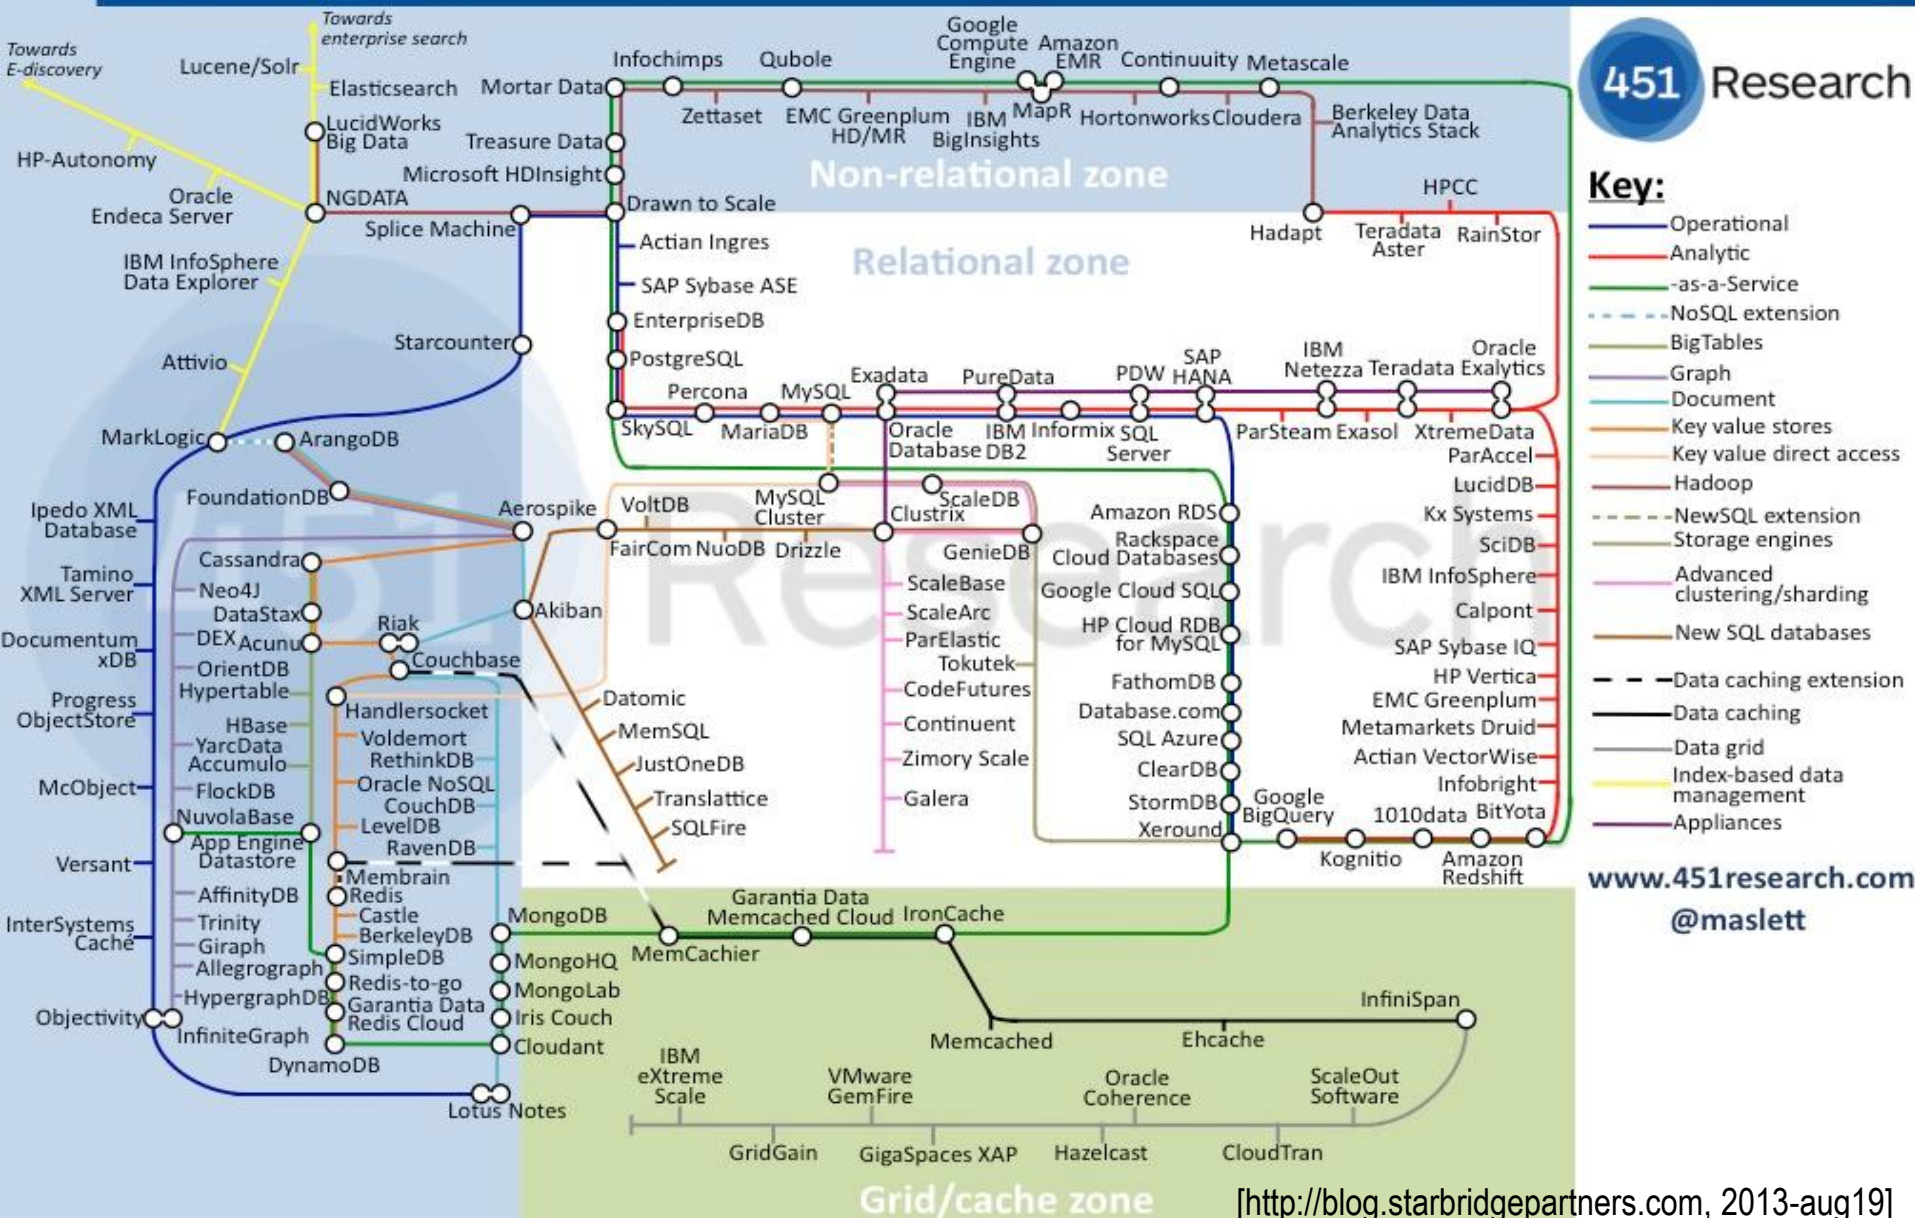 Towards
E-discovery
Towards
enterprise search
Lucene/Solr
Elasticsearch
LucidWorks
Big Data
HP-Autonomy
Oracle
Endeca Server
NGDATA
IBM InfoSphere
Data Explorer
Attivio
Mortar Data
Infochimps
Qubole
Google
Compute
Engine
Amazon
EMR
Continuuity
Metascale
Zettaset
EMC Greenplum
HD/MR
IBM
BigInsights
MapR
Hortonworks
Cloudera
Berkeley Data
Analytics Stack
Treasure Data
Microsoft HDInsight
Non-relational zone
Drawn to Scale
Splice Machine
Hadapt
Teradata
Aster
HPCC
RainStor
Actian Ingres
Relational zone
SAP Sybase ASE
EnterpriseDB
Starcounter
PostgreSQL
Percona
MySQL
Exadata
PureData
PDW
SAP
HANA
IBM
Netezza
Teradata
Oracle
Exalytics
SkySQL
MariaDB
Oracle
Database
IBM
DB2
Informix
SQL
Server
ParSteam
Exasol
XtremeData
MarkLogic
ArangoDB
FoundationDB
Aerospike
VoltDB
MySQL
Cluster
ScaleDB
Clustrix
FairCom
NuoDB
Drizzle
GenieDB
451 Research
Ipedo XML
Database
Tamino
XML Server
Documentum
xDB
Progress
ObjectStore
McObject
Versant
InterSystems
Caché
Objectivity
Cassandra
Neo4J
DataStax
DEX
Acunu
Riak
OrientDB
Couchbase
Hypertable
HBase
YarcData
Accumulo
FlockDB
NuvolaBase
App Engine
Datastore
AffinityDB
Trinity
Giraph
Allegrograph
HypergraphDB
InfiniteGraph
Handlersocket
Voldemort
RethinkDB
Oracle NoSQL
CouchDB
LevelDB
RavenDB
Membrain
Redis
Castle
BerkeleyDB
SimpleDB
Redis-to-go
Garantia Data
Redis Cloud
DynamoDB
MongoDB
MongoHQ
MongoLab
Iris Couch
Cloudant
Lotus Notes
Akiban
Datomic
MemSQL
JustOneDB
Translattice
SQLFire
ScaleBase
ScaleArc
ParElastic
Tokutek
CodeFutures
Continuent
Zimory Scale
Galera
Amazon RDS
Rackspace
Cloud Databases
Google Cloud SQL
HP Cloud RDB
for MySQL
FathomDB
Database.com
SQL Azure
ClearDB
StormDB
Xeround
ParAccel
LucidDB
Kx Systems
SciDB
IBM InfoSphere
Calpont
SAP Sybase IQ
HP Vertica
EMC Greenplum
Metamarkets Druid
Actian VectorWise
Infobright
Google
BigQuery
1010data
BitYota
Kognitio
Amazon
Redshift
MemCachier
Garantia Data
Memcached Cloud
IronCache
Memcached
Ehcache
InfiniSpan
IBM
eXtreme
Scale
VMware
GemFire
Oracle
Coherence
ScaleOut
Software
GridGain
GigaSpaces XAP
Hazelcast
CloudTran
Grid/cache zone
451 Research
Key:
Operational
Analytic
-as-a-Service
NoSQL extension
BigTables
Graph
Document
Key value stores
Key value direct access
Hadoop
NewSQL extension
Storage engines
Advanced
clustering/sharding
New SQL databases
Data caching extension
Data caching
Data grid
Index-based data
management
Appliances
www.451research.com
@maslett
[http://blog.starbridgepartners.com, 2013-aug19]